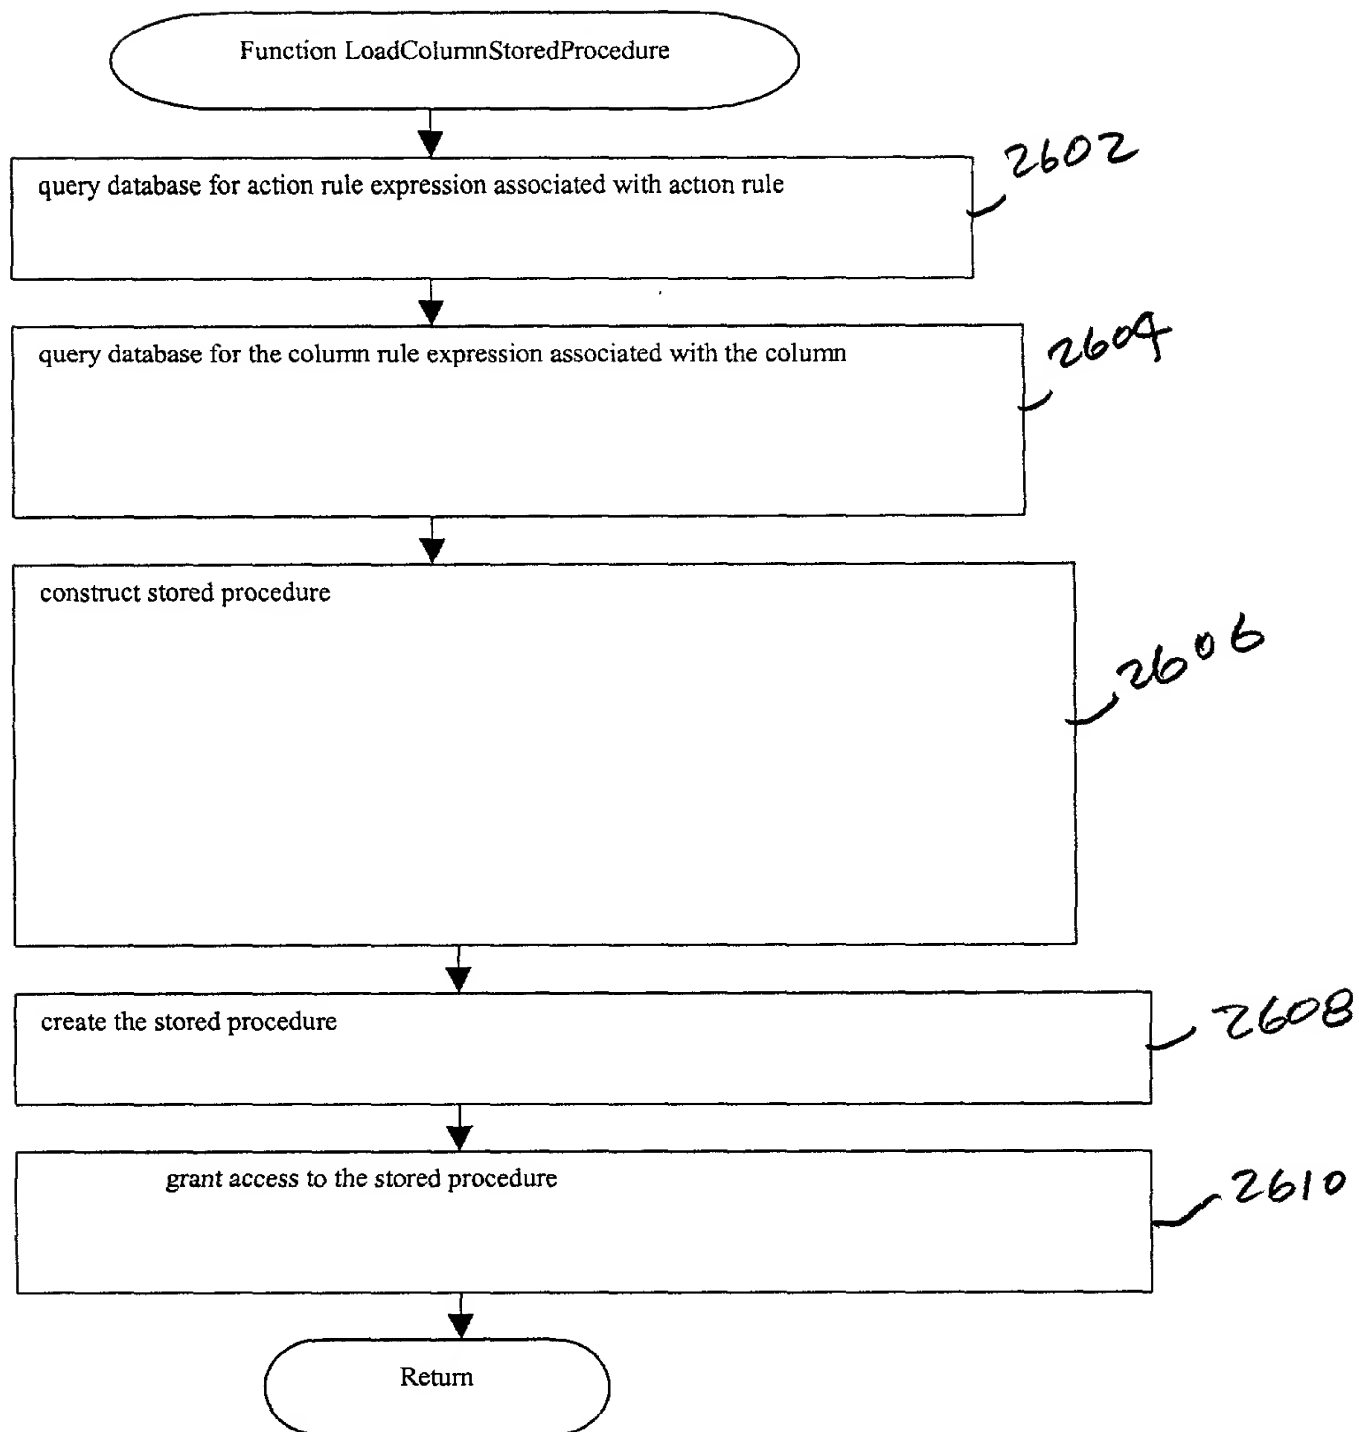 Function LoadColumnStoredProcedure
query database for action rule expression associated with action rule
2602
query database for the column rule expression associated with the column
2604
construct stored procedure
2606
create the stored procedure
2608
grant access to the stored procedure
2610
Return